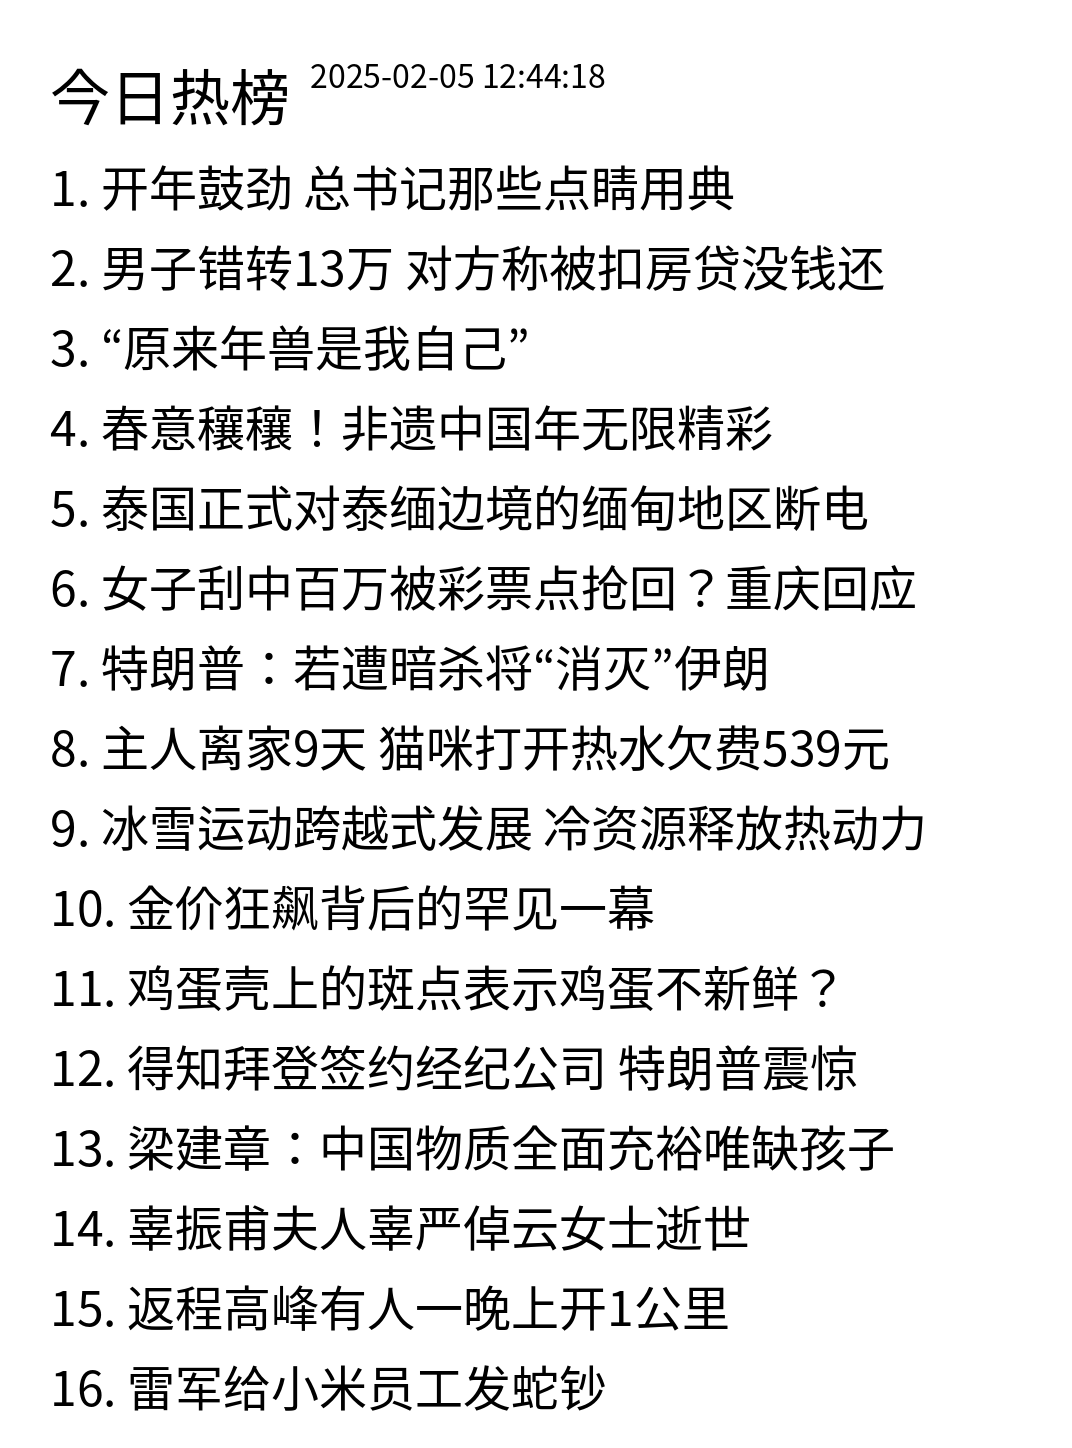 今日热榜 2025-02-05 12:44:18
1. 开年鼓劲 总书记那些点睛用典
2. 男子错转13万 对方称被扣房贷没钱还
3. “原来年兽是我自己”
4. 春意穰穰！非遗中国年无限精彩
5. 泰国正式对泰缅边境的缅甸地区断电
6. 女子刮中百万被彩票点抢回？重庆回应
7. 特朗普：若遭暗杀将“消灭”伊朗
8. 主人离家9天 猫咪打开热水欠费539元
9. 冰雪运动跨越式发展 冷资源释放热动力
10. 金价狂飙背后的罕见一幕
11. 鸡蛋壳上的斑点表示鸡蛋不新鲜？
12. 得知拜登签约经纪公司 特朗普震惊
13. 梁建章：中国物质全面充裕唯缺孩子
14. 辜振甫夫人辜严倬云女士逝世
15. 返程高峰有人一晚上开1公里
16. 雷军给小米员工发蛇钞